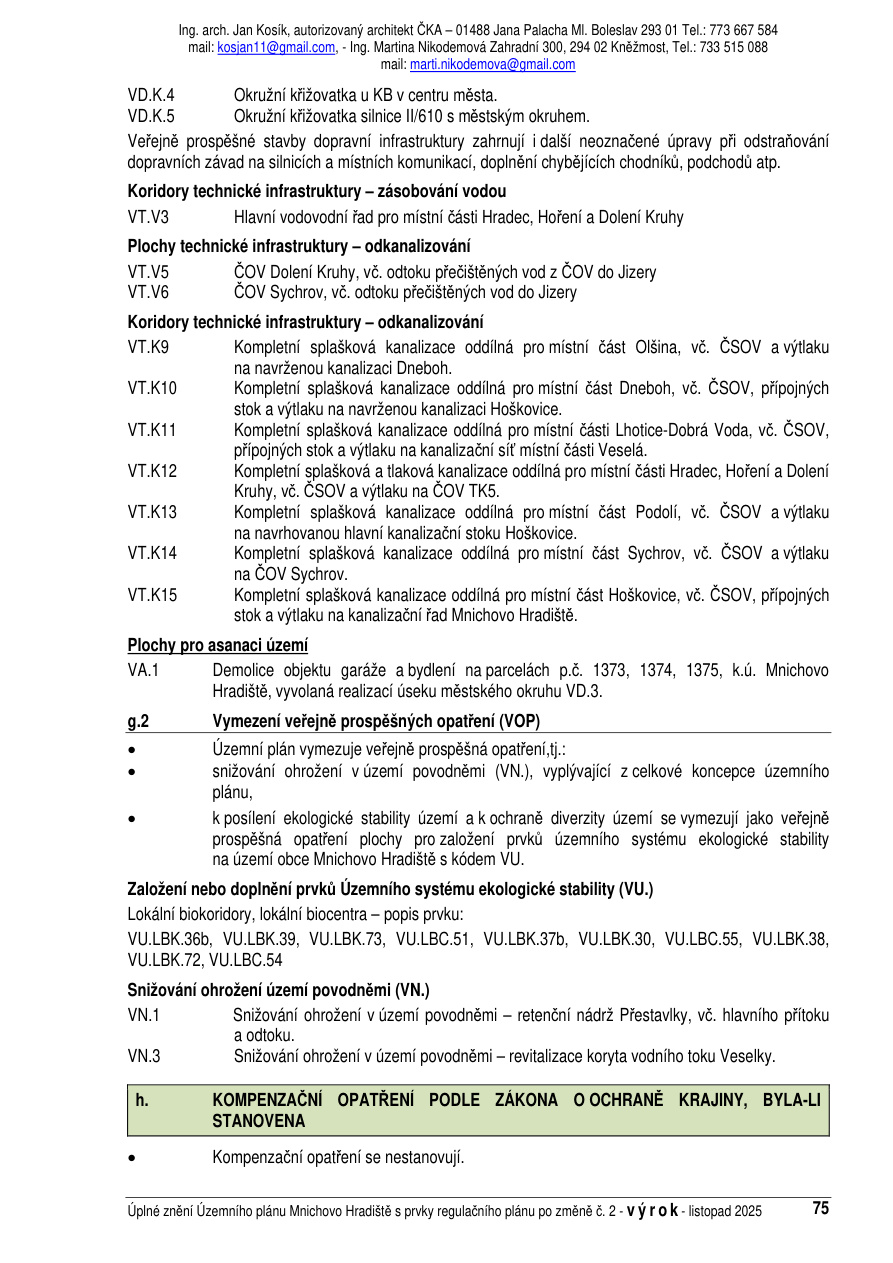 Ing. arch. Jan Kosík, autorizovaný architekt ČKA – 01488 Jana Palacha Ml. Boleslav 293 01 Tel.: 773 667 584
mail: kosjan11@gmail.com, - Ing. Martina Nikodemová Zahradní 300, 294 02 Kněžmost, Tel.: 733 515 088
mail: marti.nikodemova@gmail.com
VD.K.4 Okružní křižovatka u KB v centru města.
VD.K.5 Okružní křižovatka silnice II/610 s městským okruhem.
Veřejně prospěšné stavby dopravní infrastruktury zahrnují i další neoznačené úpravy při odstraňování
dopravních závad na silnicích a místních komunikací, doplnění chybějících chodníků, podchodů atp.
Koridory technické infrastruktury – zásobování vodou
VT.V3 Hlavní vodovodní řad pro místní části Hradec, Hoření a Dolení Kruhy
Plochy technické infrastruktury – odkanalizování
VT.V5 ČOV Dolení Kruhy, vč. odtoku přečištěných vod z ČOV do Jizery
VT.V6 ČOV Sychrov, vč. odtoku přečištěných vod do Jizery
Koridory technické infrastruktury – odkanalizování
VT.K9 Kompletní splašková kanalizace oddílná pro místní část Olšina, vč. ČSOV a výtlaku
na navrženou kanalizaci Dneboh.
VT.K10 Kompletní splašková kanalizace oddílná pro místní část Dneboh, vč. ČSOV, přípojných
stok a výtlaku na navrženou kanalizaci Hoškovice.
VT.K11 Kompletní splašková kanalizace oddílná pro místní části Lhotice-Dobrá Voda, vč. ČSOV,
přípojných stok a výtlaku na kanalizační síť místní části Veselá.
VT.K12 Kompletní splašková a tlaková kanalizace oddílná pro místní části Hradec, Hoření a Dolení
Kruhy, vč. ČSOV a výtlaku na ČOV TK5.
VT.K13 Kompletní splašková kanalizace oddílná pro místní část Podolí, vč. ČSOV a výtlaku
na navrhovanou hlavní kanalizační stoku Hoškovice.
VT.K14 Kompletní splašková kanalizace oddílná pro místní část Sychrov, vč. ČSOV a výtlaku
na ČOV Sychrov.
VT.K15 Kompletní splašková kanalizace oddílná pro místní část Hoškovice, vč. ČSOV, přípojných
stok a výtlaku na kanalizační řad Mnichovo Hradiště.
Plochy pro asanaci území
VA.1 Demolice objektu garáže a bydlení na parcelách p.č. 1373, 1374, 1375, k.ú. Mnichovo
Hradiště, vyvolaná realizací úseku městského okruhu VD.3.
g.2 Vymezení veřejně prospěšných opatření (VOP)
• Územní plán vymezuje veřejně prospěšná opatření,tj.:
• snižování ohrožení v území povodněmi (VN.), vyplývající z celkové koncepce územního
plánu,
• k posílení ekologické stability území a k ochraně diverzity území se vymezují jako veřejně
prospěšná opatření plochy pro založení prvků územního systému ekologické stability
na území obce Mnichovo Hradiště s kódem VU.
Založení nebo doplnění prvků Územního systému ekologické stability (VU.)
Lokální biokoridory, lokální biocentra – popis prvku:
VU.LBK.36b, VU.LBK.39, VU.LBK.73, VU.LBC.51, VU.LBK.37b, VU.LBK.30, VU.LBC.55, VU.LBK.38,
VU.LBK.72, VU.LBC.54
Snižování ohrožení území povodněmi (VN.)
VN.1 Snižování ohrožení v území povodněmi – retenční nádrž Přestavlky, vč. hlavního přítoku
a odtoku.
VN.3 Snižování ohrožení v území povodněmi – revitalizace koryta vodního toku Veselky.
h. KOMPENZAČNÍ OPATŘENÍ PODLE ZÁKONA O OCHRANĚ KRAJINY, BYLA-LI
STANOVENA
• Kompenzační opatření se nestanovují.
Úplné znění Územního plánu Mnichovo Hradiště s prvky regulačního plánu po změně č. 2 - v ý r o k - listopad 2025 75